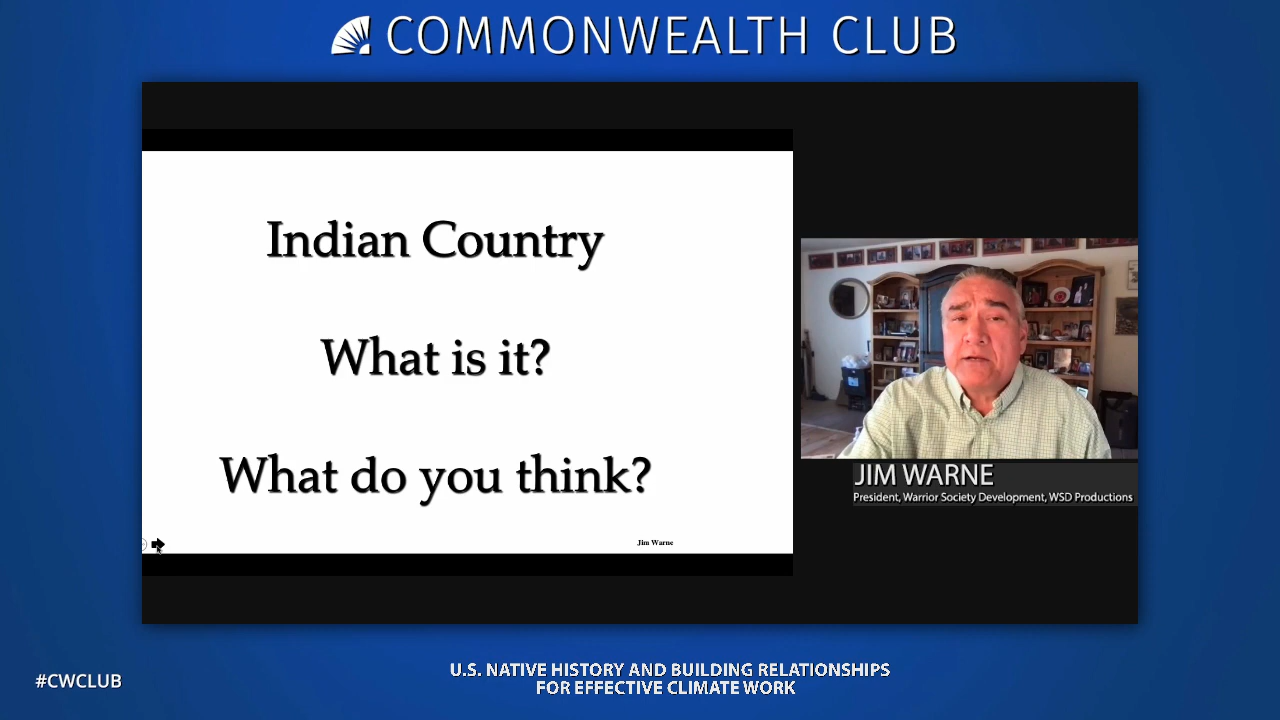 COMMONWEALTH CLUB
Indian Country
What is it?
What do you think?
Jim Warne
JIM WARNE
President, Warrior Society Development, WSD Productions
#CWCLUB
U.S. NATIVE HISTORY AND BUILDING RELATIONSHIPS
FOR EFFECTIVE CLIMATE WORK